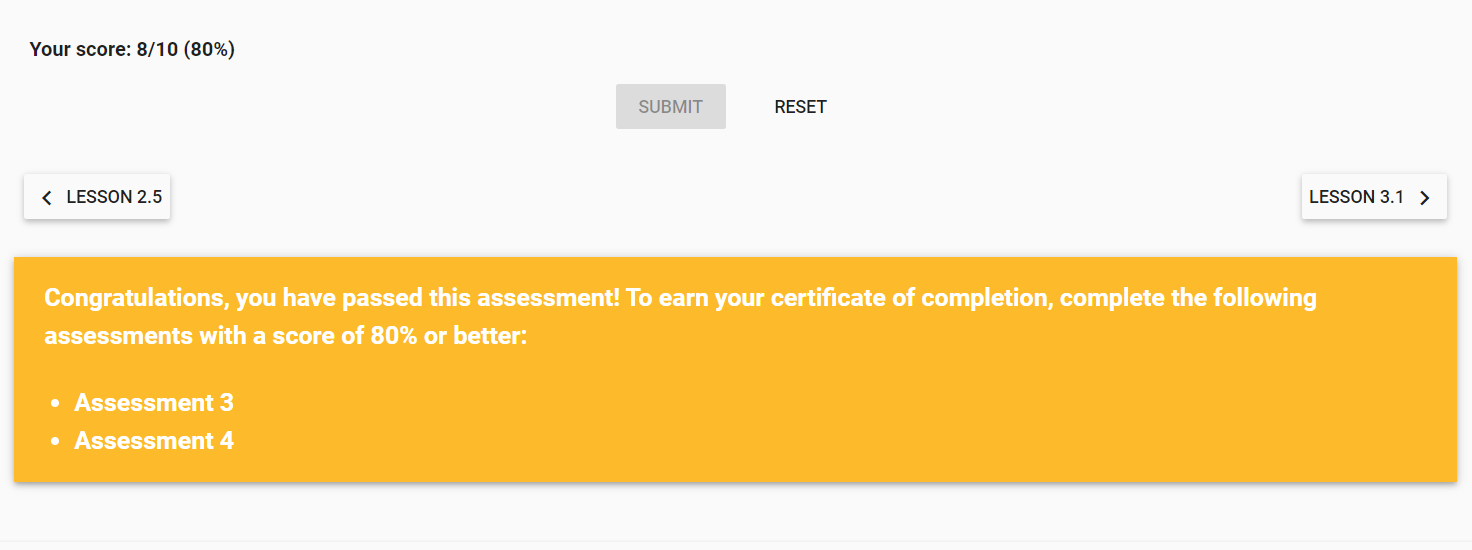 Your score: 8/10 (80%)
SUBMIT
RESET
LESSON 2.5
LESSON 3.1
Congratulations, you have passed this assessment! To earn your certificate of completion, complete the following
assessments with a score of 80% or better:
Assessment 3
Assessment 4